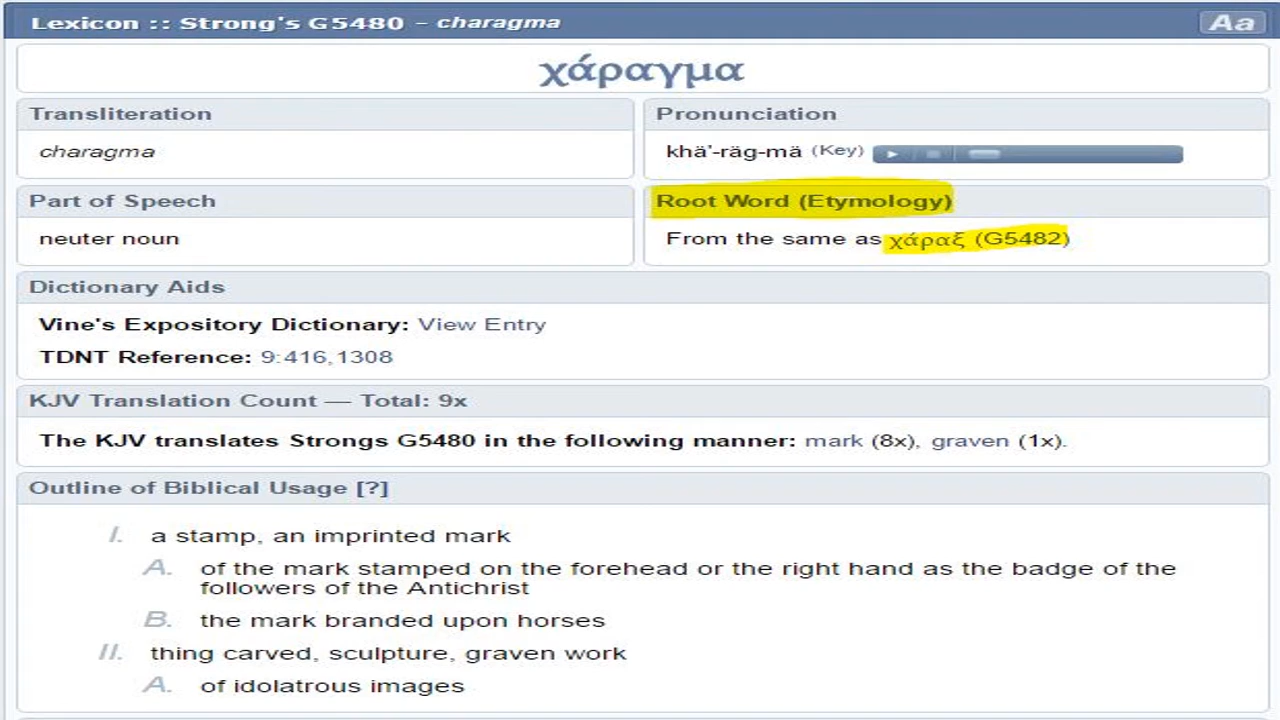 Lexicon :: Strong's G5480 – charagma
Aa
χάραγμα
Transliteration
charagma
Pronunciation
khä'-räg-mä (Key)
Part of Speech
neuter noun
Root Word (Etymology)
From the same as χάραξ (G5482)
Dictionary Aids
Vine's Expository Dictionary: View Entry
TDNT Reference: 9:416,1308
KJV Translation Count — Total: 9x
The KJV translates Strongs G5480 in the following manner: mark (8x), graven (1x).
Outline of Biblical Usage [?]
I. a stamp, an imprinted mark
A. of the mark stamped on the forehead or the right hand as the badge of the
followers of the Antichrist
B. the mark branded upon horses
II. thing carved, sculpture, graven work
A. of idolatrous images